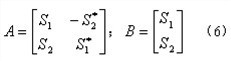 A = [S₁ −S₂*; S₂ S₁*]; B = [S₁; S₂] (6)